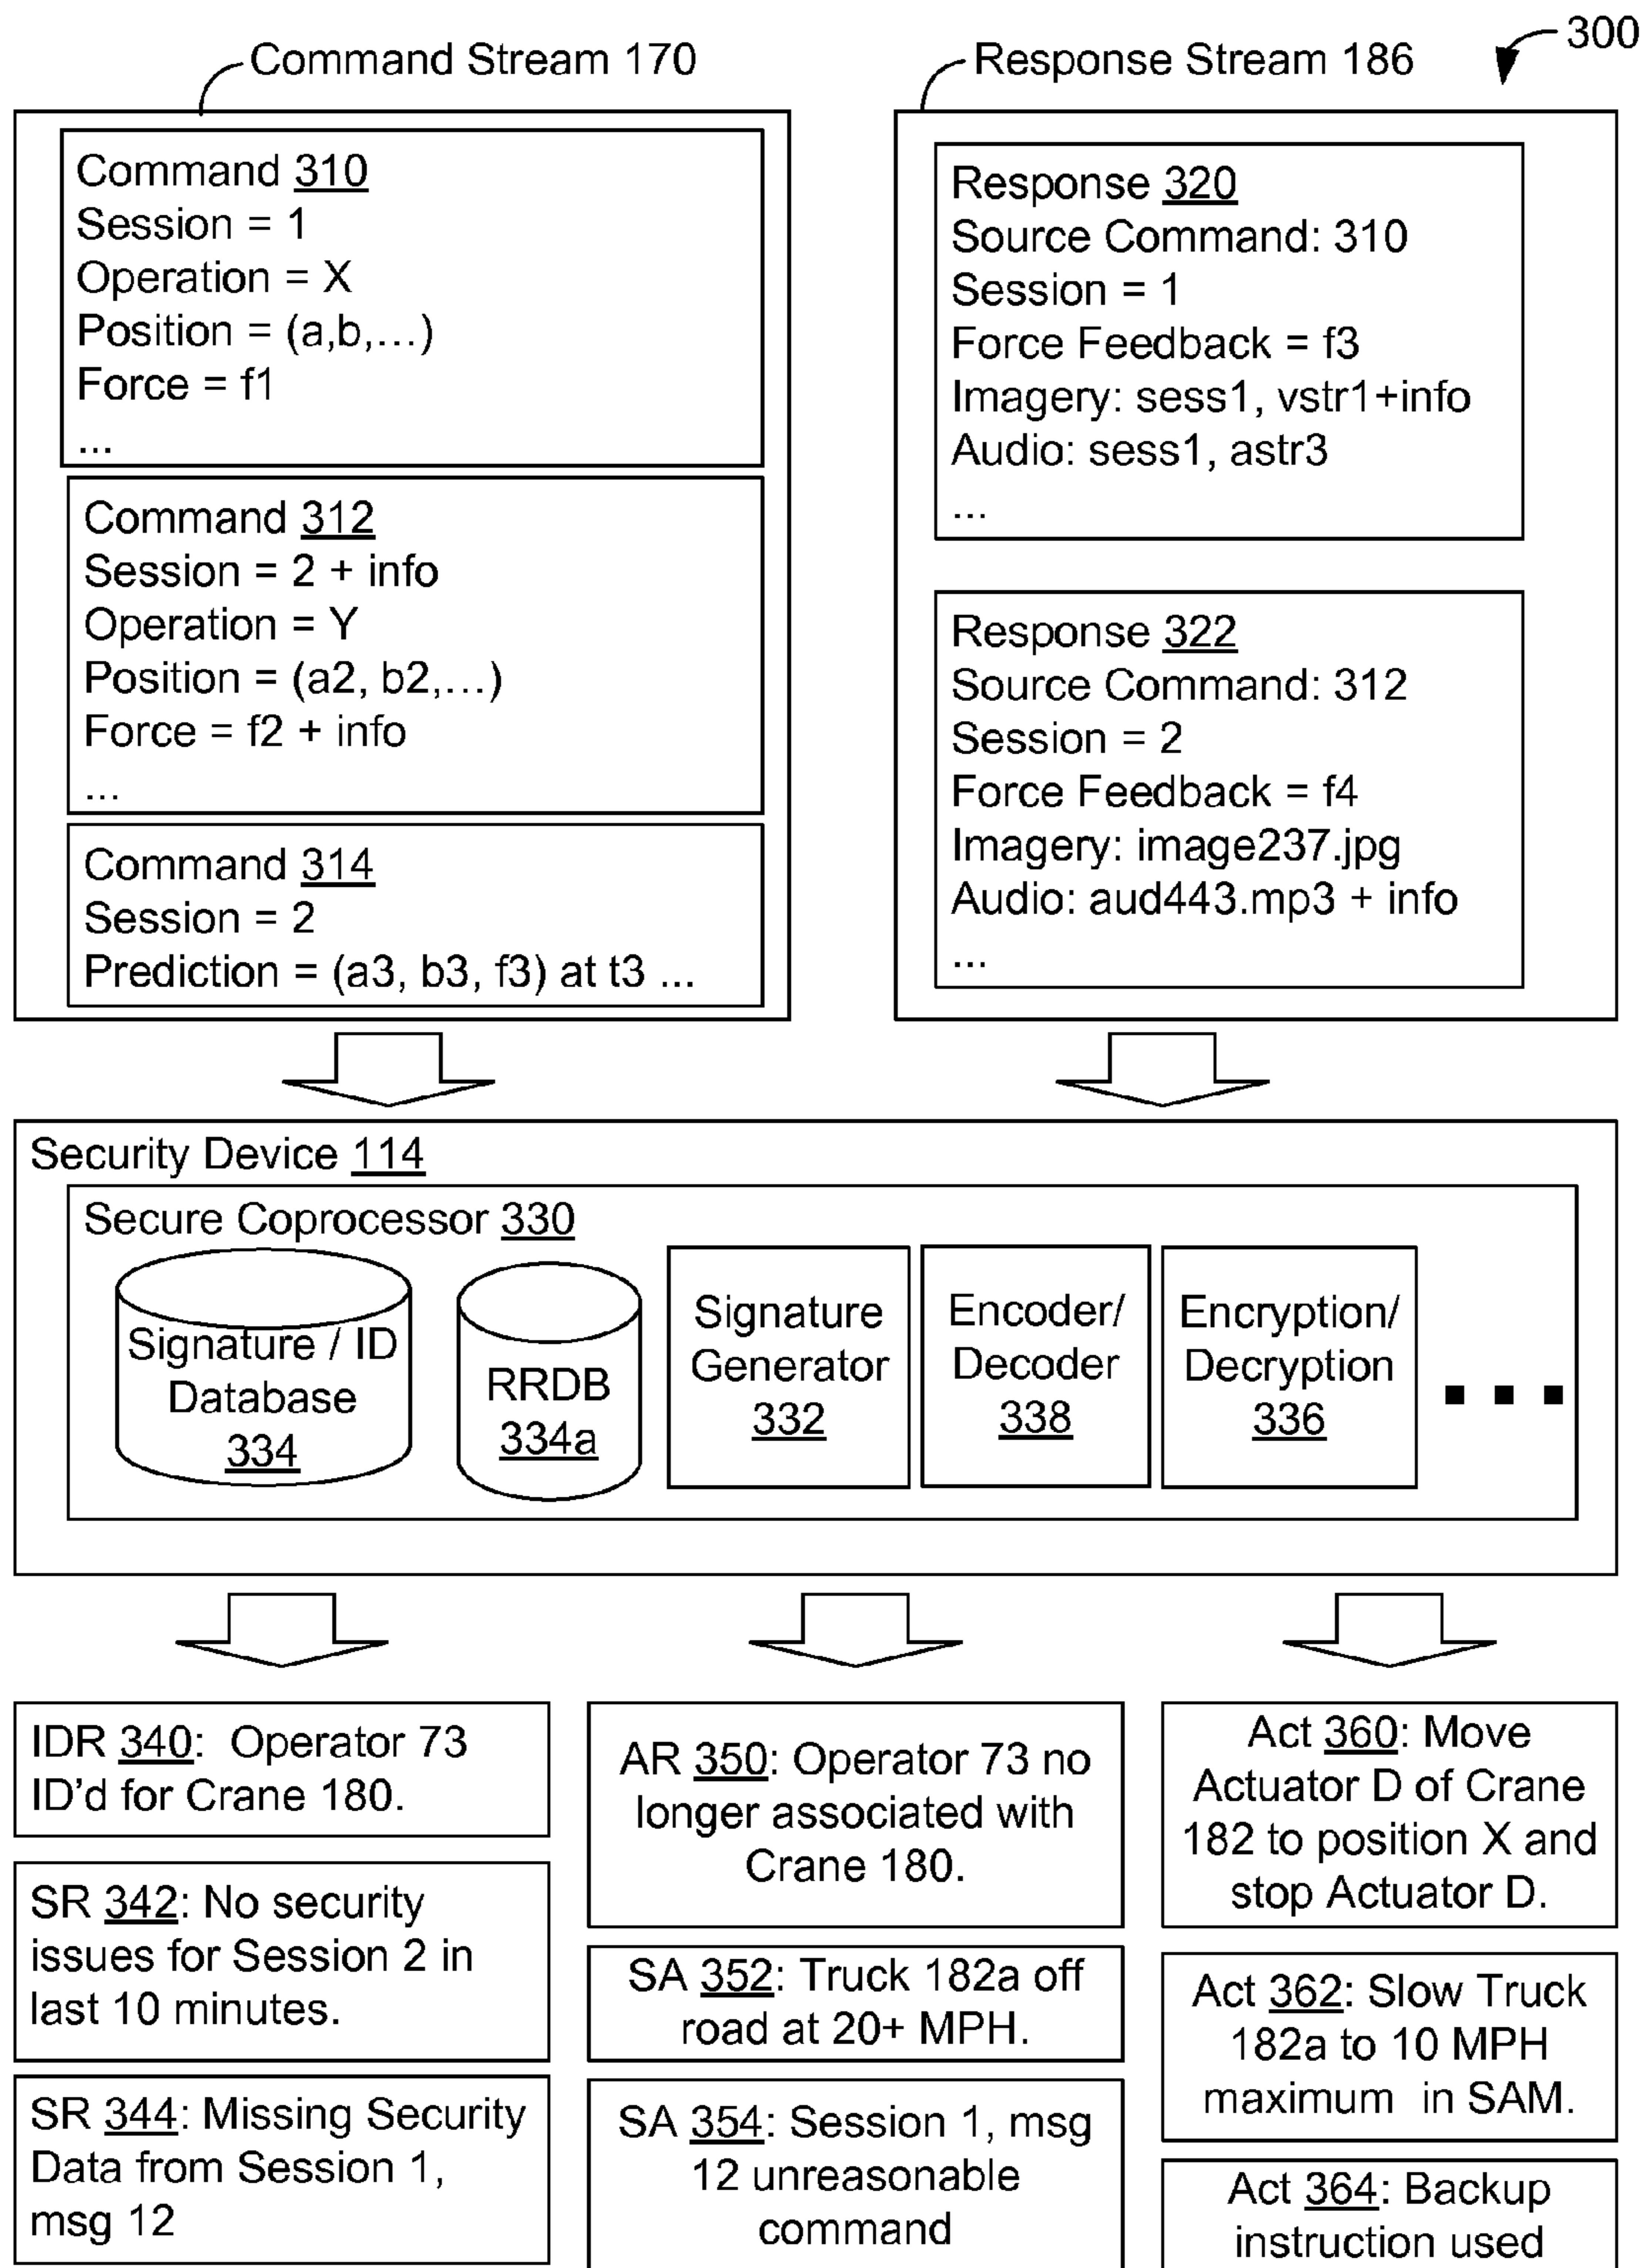 300
Command Stream 170
Response Stream 186
Command 310
Session = 1
Operation = X
Position = (a,b,...)
Force = f1
...
Command 312
Session = 2 + info
Operation = Y
Position = (a2, b2,...)
Force = f2 + info
...
Command 314
Session = 2
Prediction = (a3, b3, f3) at t3 ...
Response 320
Source Command: 310
Session = 1
Force Feedback = f3
Imagery: sess1, vstr1+info
Audio: sess1, astr3
...
Response 322
Source Command: 312
Session = 2
Force Feedback = f4
Imagery: image237.jpg
Audio: aud443.mp3 + info
...
Security Device 114
Secure Coprocessor 330
Signature / ID
Database
334
RRDB
334a
Signature
Generator
332
Encoder/
Decoder
338
Encryption/
Decryption
336
IDR 340: Operator 73
ID'd for Crane 180.
SR 342: No security
issues for Session 2 in
last 10 minutes.
SR 344: Missing Security
Data from Session 1,
msg 12
AR 350: Operator 73 no
longer associated with
Crane 180.
SA 352: Truck 182a off
road at 20+ MPH.
SA 354: Session 1, msg
12 unreasonable
command
Act 360: Move
Actuator D of Crane
182 to position X and
stop Actuator D.
Act 362: Slow Truck
182a to 10 MPH
maximum in SAM.
Act 364: Backup
instruction used